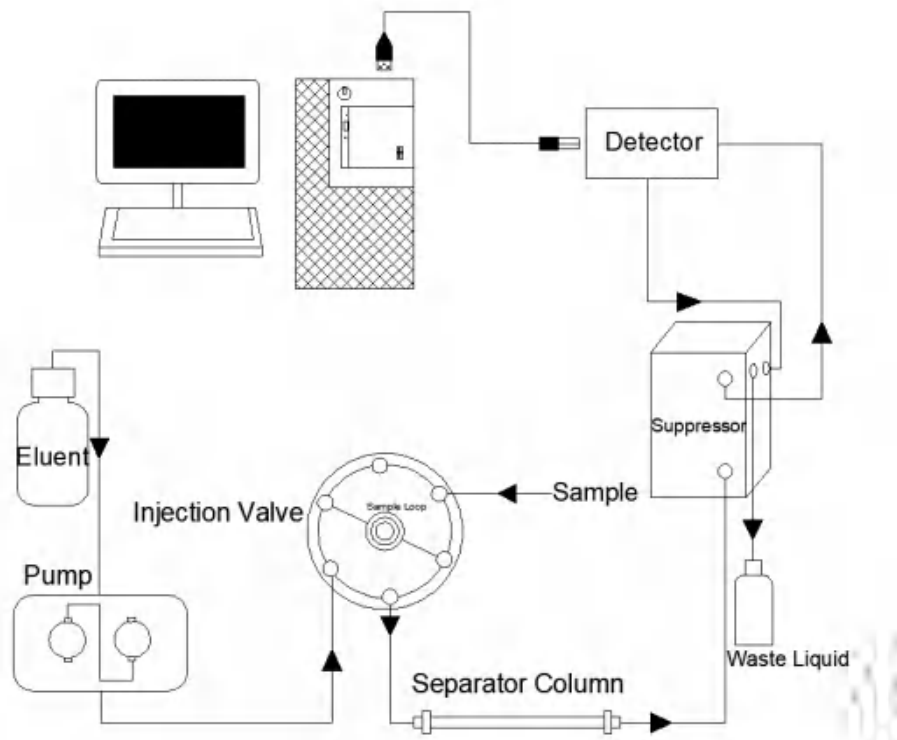 Detector
Suppressor
Eluent
Sample
Injection Valve
Sample Loop
Pump
Waste Liquid
Separator Column